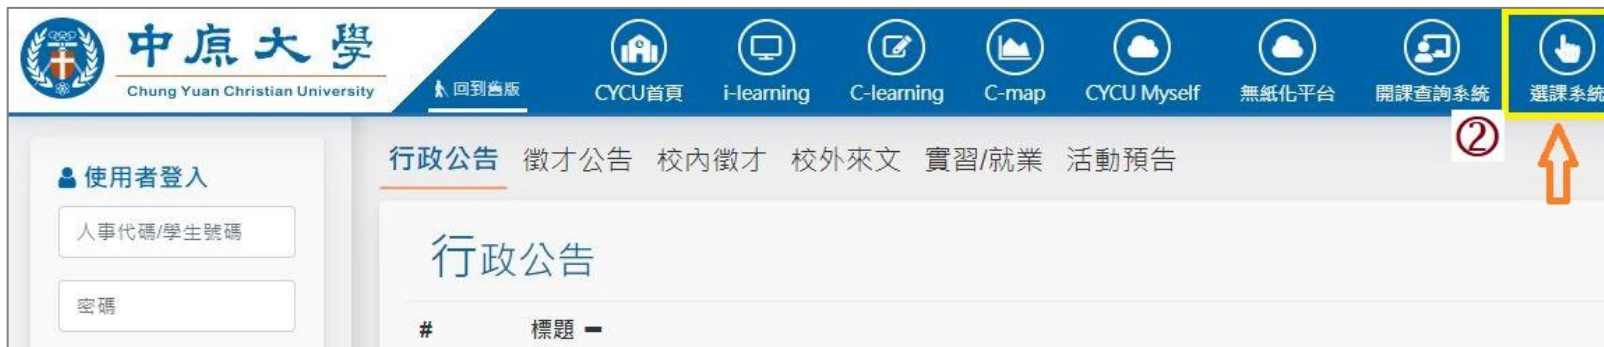 中原大學
Chung Yuan Christian University
回到舊版
CYCU首頁
i-learning
C-learning
C-map
CYCU Myself
無紙化平台
開課查詢系統
選課系統
②
行政公告 徵才公告 校內徵才 校外來文 實習/就業 活動預告
使用者登入
人事代碼/學生號碼
密碼
行政公告
# 標題